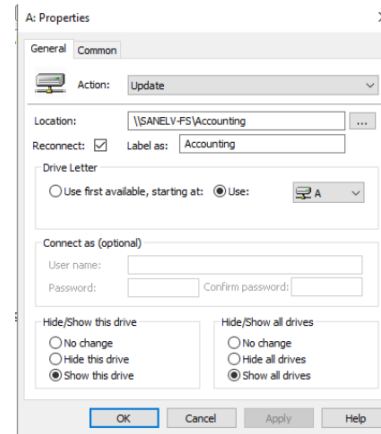 A: Properties
General Common
Action: Update
Location: \\SANELV-FS\Accounting ...
Reconnect: Label as: Accounting
Drive Letter
Use first available, starting at: Use: A
Connect as (optional)
User name:
Password: Confirm password:
Hide/Show this drive
No change
Hide this drive
Show this drive
Hide/Show all drives
No change
Hide all drives
Show all drives
OK Cancel Apply Help